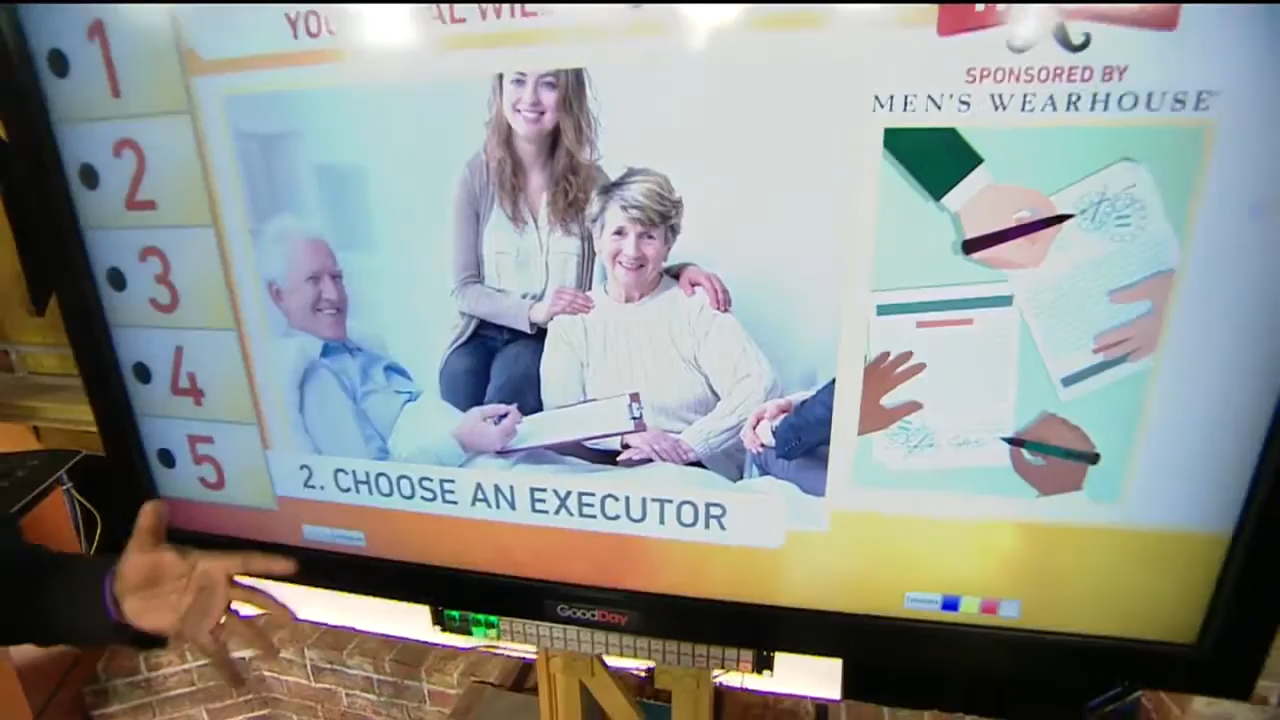 1
2
3
4
5
SPONSORED BY
MEN'S WEARHOUSE
2. CHOOSE AN EXECUTOR
GoodDay